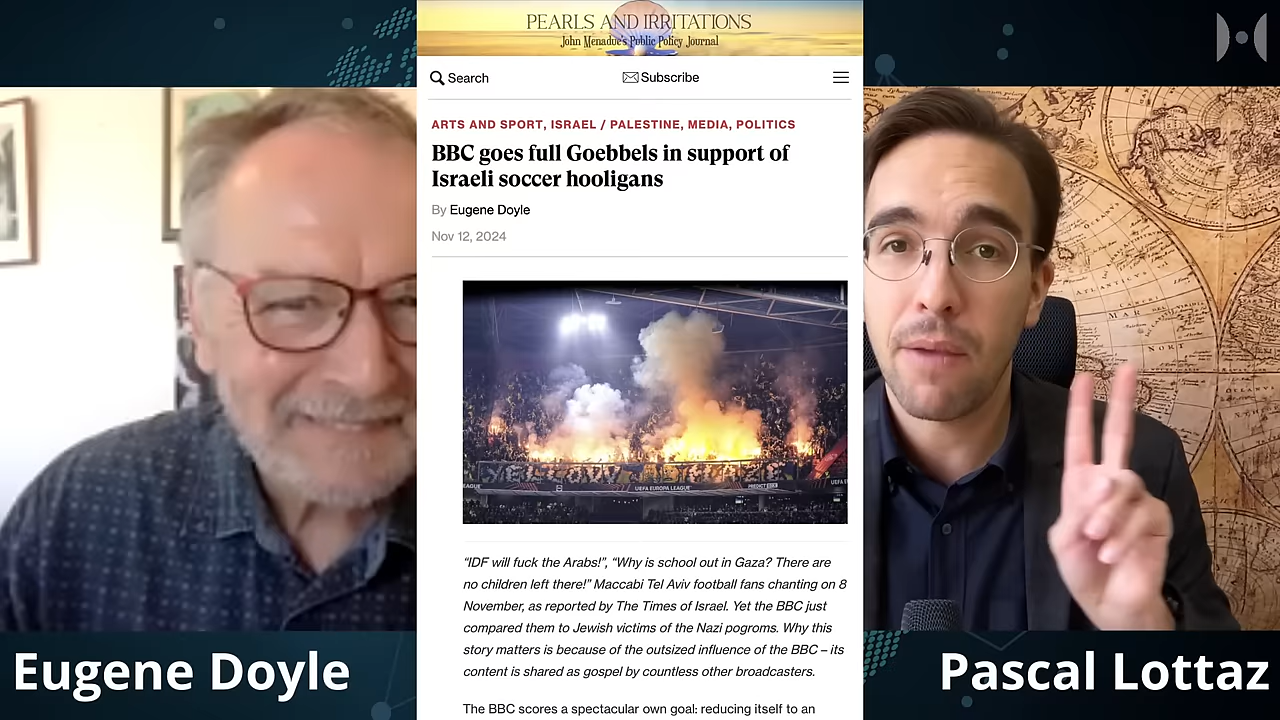 PEARLS AND IRRITATIONS
John Menadue's Public Policy Journal
Search
Subscribe
ARTS AND SPORT, ISRAEL / PALESTINE, MEDIA, POLITICS
BBC goes full Goebbels in support of
Israeli soccer hooligans
By Eugene Doyle
Nov 12, 2024
UEFA EUROPA LEAGUE
“IDF will fuck the Arabs!”, “Why is school out in Gaza? There are
no children left there!” Maccabi Tel Aviv football fans chanting on 8
November, as reported by The Times of Israel. Yet the BBC just
compared them to Jewish victims of the Nazi pogroms. Why this
story matters is because of the outsized influence of the BBC – its
content is shared as gospel by countless other broadcasters.
The BBC scores a spectacular own goal: reducing itself to an
Eugene Doyle
Pascal Lottaz